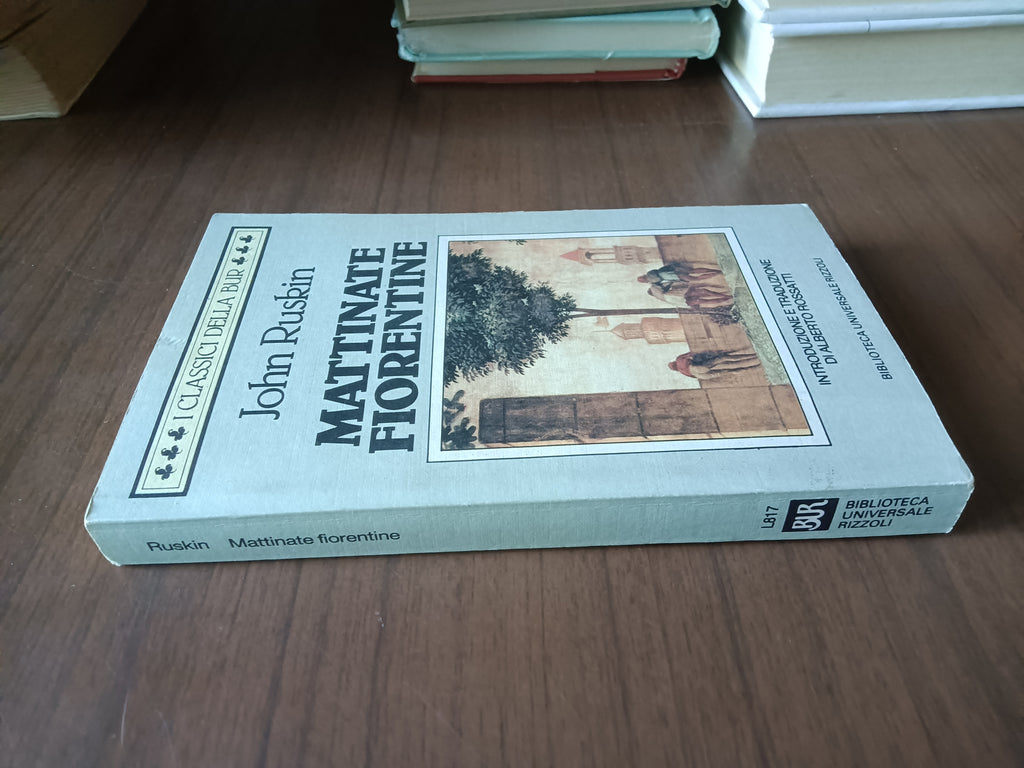 I CLASSICI DELLA BUR
John Ruskin
MATTINATE
FIORENTINE
INTRODUZIONE E TRADUZIONE
DI ALBERTO ROSSATTI
BIBLIOTECA UNIVERSALE RIZZOLI
Ruskin Mattinate fiorentine
L817
BUR
BIBLIOTECA
UNIVERSALE
RIZZOLI